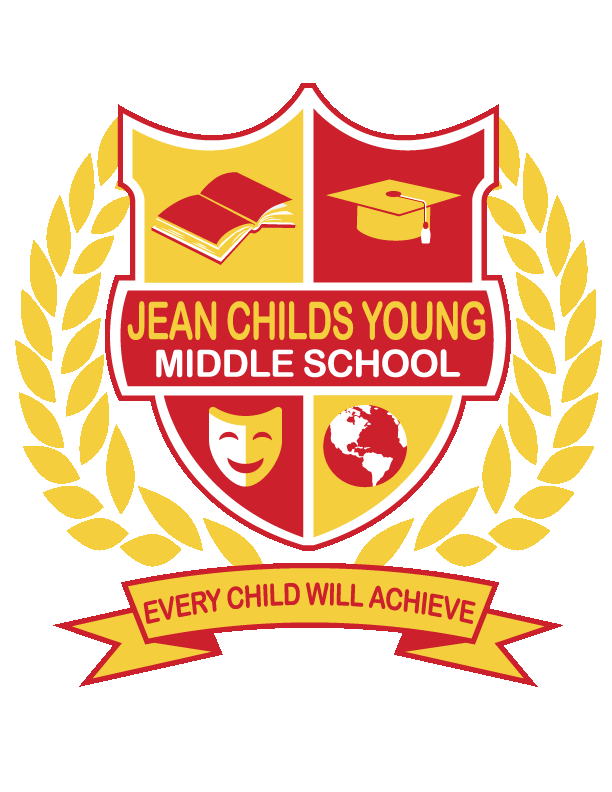 JEAN CHILDS YOUNG
MIDDLE SCHOOL
EVERY CHILD WILL ACHIEVE